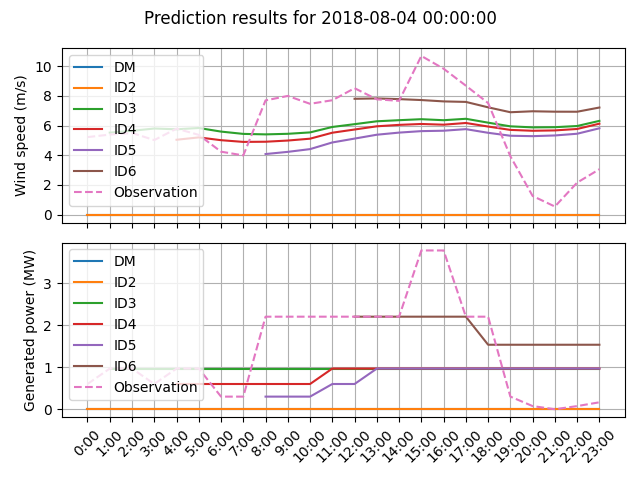 Prediction results for 2018-08-04 00:00:00
Wind speed (m/s)
10
8
6
4
2
0
DM
ID2
ID3
ID4
ID5
ID6
Observation
Generated power (MW)
3
2
1
0
DM
ID2
ID3
ID4
ID5
ID6
Observation
0:00 1:00 2:00 3:00 4:00 5:00 6:00 7:00 8:00 9:00 10:00 11:00 12:00 13:00 14:00 15:00 16:00 17:00 18:00 19:00 20:00 21:00 22:00 23:00